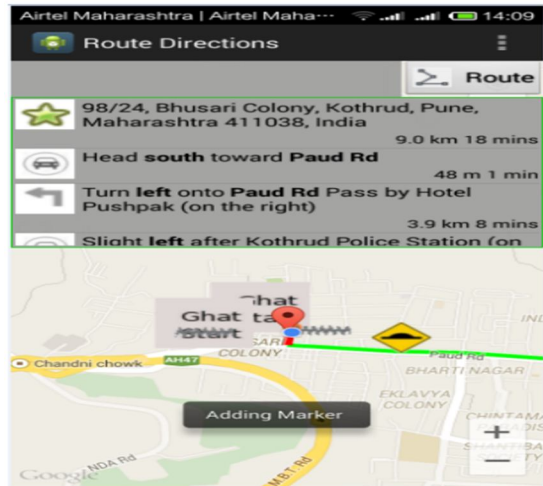 Airtel Maharashtra | Airtel Maha... 14:09
Route Directions
Route
98/24, Bhusari Colony, Kothrud, Pune,
Maharashtra 411038, India
9.0 km 18 mins
Head south toward Paud Rd
48 m 1 min
Turn left onto Paud Rd Pass by Hotel
Pushpak (on the right)
3.9 km 8 mins
Slight left after Kothrud Police Station (on
Ghat
Ghat
Start
COLONY
Chandni chowk
AH47
Paud Rd
BHARTI NAGAR
EKLAVYA
COLONY
Adding Marker
+
−
Google
NDA Rd
MBT Rd